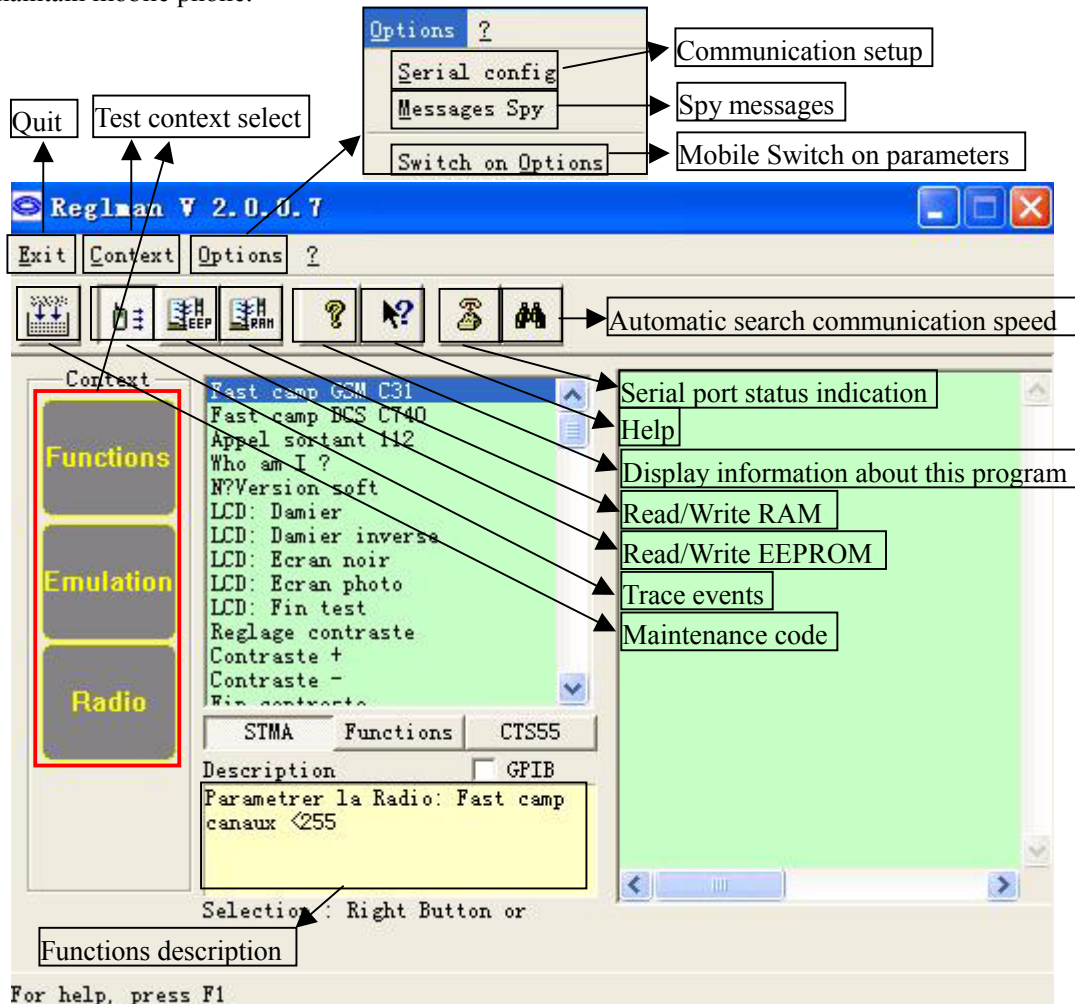 maintain mobile phone.
Options ?
Serial config
Messages Spy
Switch on Options
Communication setup
Spy messages
Mobile Switch on parameters
Quit
Test context select
Reglman V 2.0.0.7
Exit Context Options ?
EEP
RAM
Automatic search communication speed
Context
Functions
Emulation
Radio
Fast camp GSM C31
Fast camp DCS C740
Appel sortant 112
Who am I ?
N?Version soft
LCD: Damier
LCD: Damier inverse
LCD: Ecran noir
LCD: Ecran photo
LCD: Fin test
Reglage contraste
Contraste +
Contraste -
Fin contraste
Serial port status indication
Help
Display information about this program
Read/Write RAM
Read/Write EEPROM
Trace events
Maintenance code
STMA Functions CTS55
Description GPIB
Parametrer la Radio: Fast camp
canaux <255
Selection : Right Button or
Functions description
For help, press F1